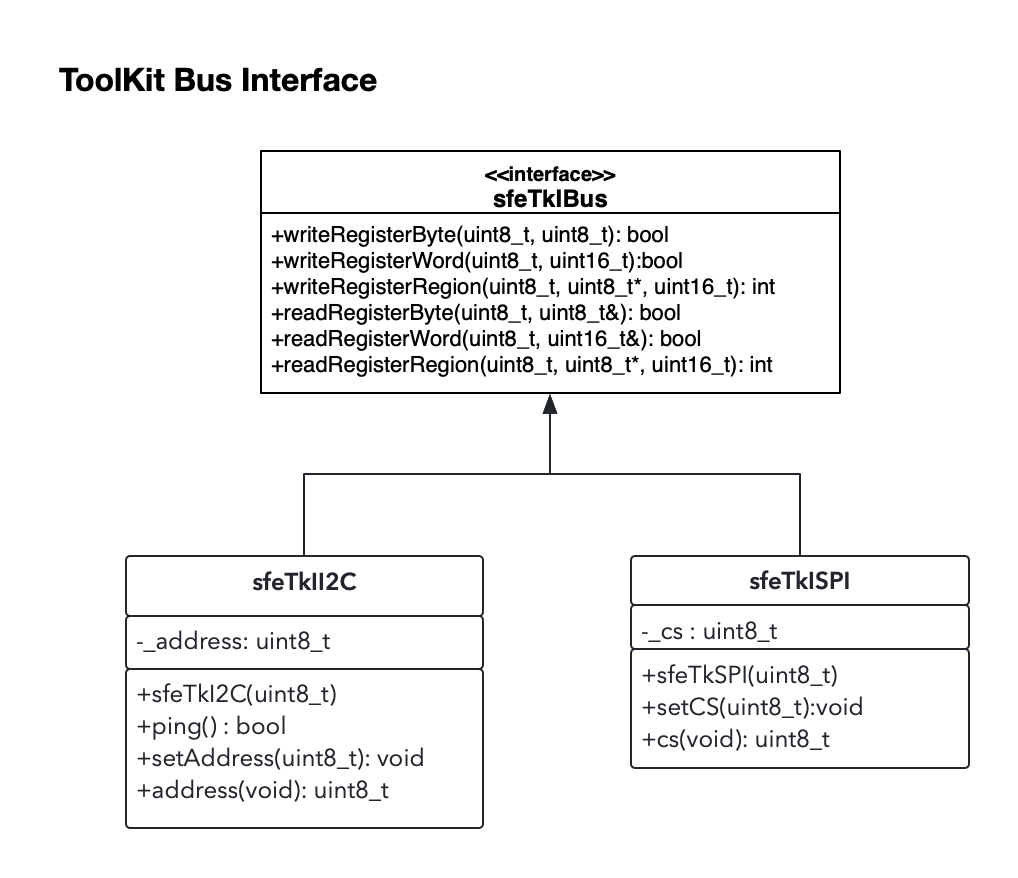 ToolKit Bus Interface
<<interface>>
sfeTkIBus
+writeRegisterByte(uint8_t, uint8_t): bool
+writeRegisterWord(uint8_t, uint16_t):bool
+writeRegisterRegion(uint8_t, uint8_t*, uint16_t): int
+readRegisterByte(uint8_t, uint8_t&): bool
+readRegisterWord(uint8_t, uint16_t&): bool
+readRegisterRegion(uint8_t, uint8_t*, uint16_t): int
sfeTkII2C
-_address: uint8_t
+sfeTkI2C(uint8_t)
+ping() : bool
+setAddress(uint8_t): void
+address(void): uint8_t
sfeTkISPI
-_cs : uint8_t
+sfeTkSPI(uint8_t)
+setCS(uint8_t):void
+cs(void): uint8_t